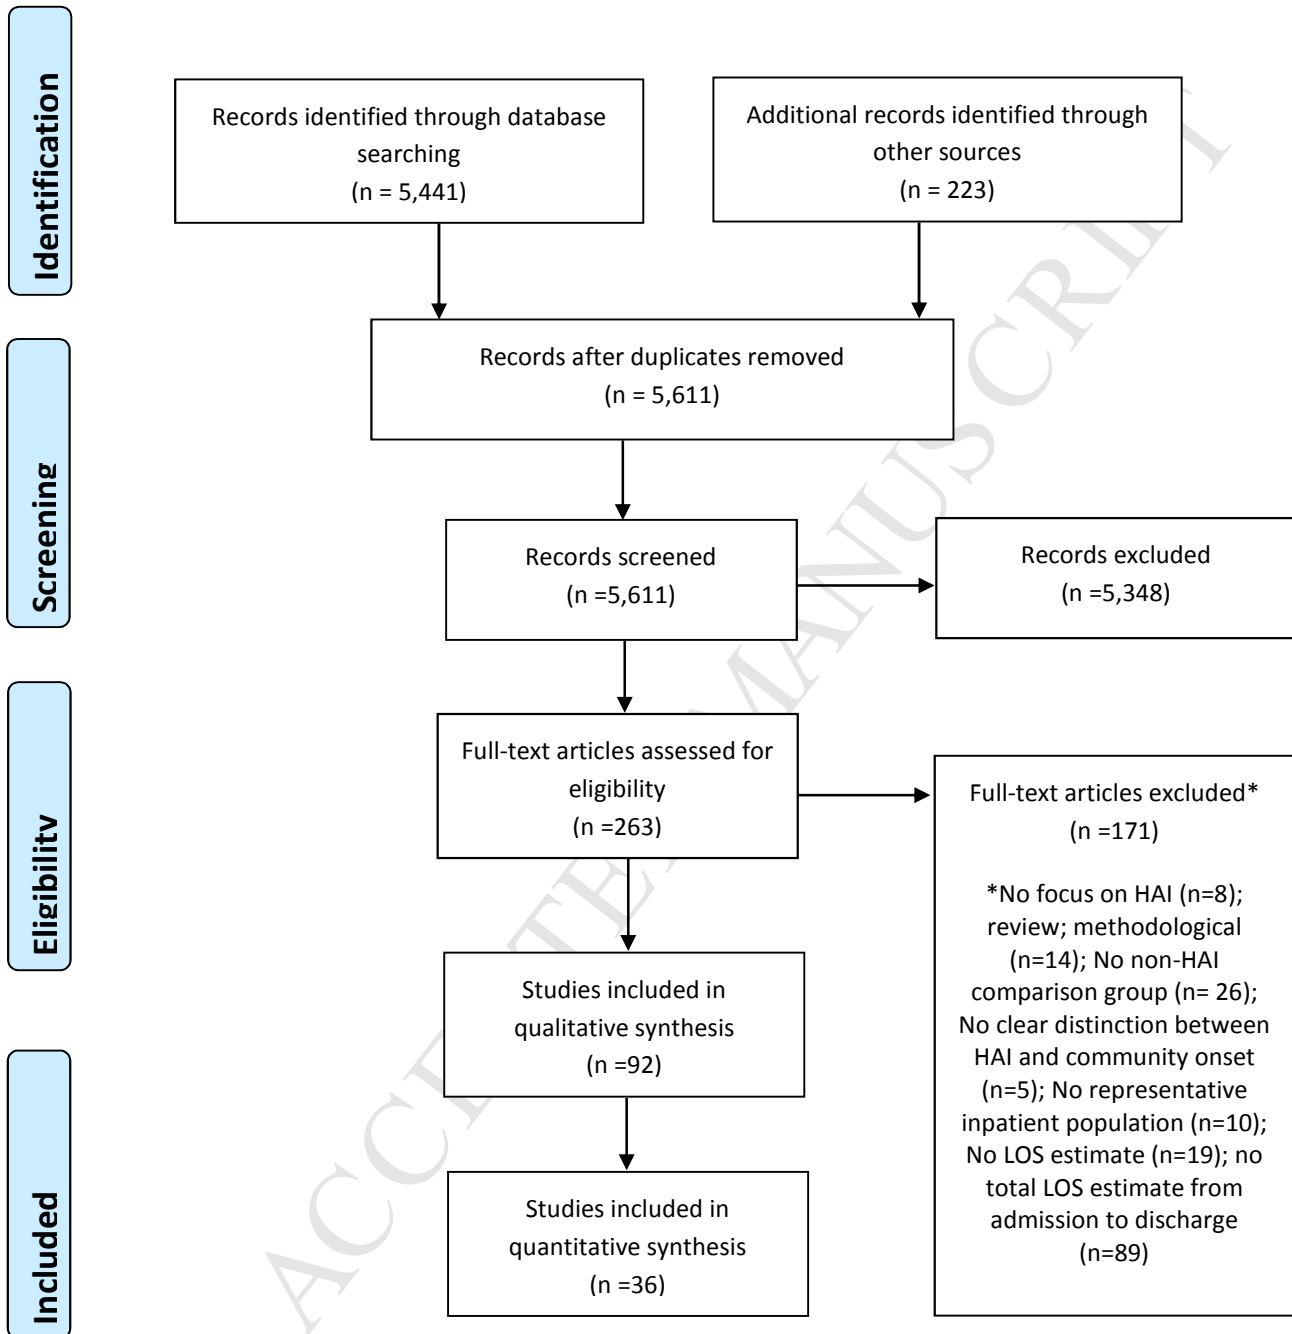 Identification
Records identified through database
searching
(n = 5,441)
Additional records identified through
other sources
(n = 223)
Records after duplicates removed
(n = 5,611)
Screening
Records screened
(n =5,611)
Records excluded
(n =5,348)
Eligibility
Full-text articles assessed for
eligibility
(n =263)
Full-text articles excluded*
(n =171)
*No focus on HAI (n=8);
review; methodological
(n=14); No non-HAI
comparison group (n= 26);
No clear distinction between
HAI and community onset
(n=5); No representative
inpatient population (n=10);
No LOS estimate (n=19); no
total LOS estimate from
admission to discharge
(n=89)
Studies included in
qualitative synthesis
(n =92)
Included
Studies included in
quantitative synthesis
(n =36)
ACCEPTED MANUSCRIPT